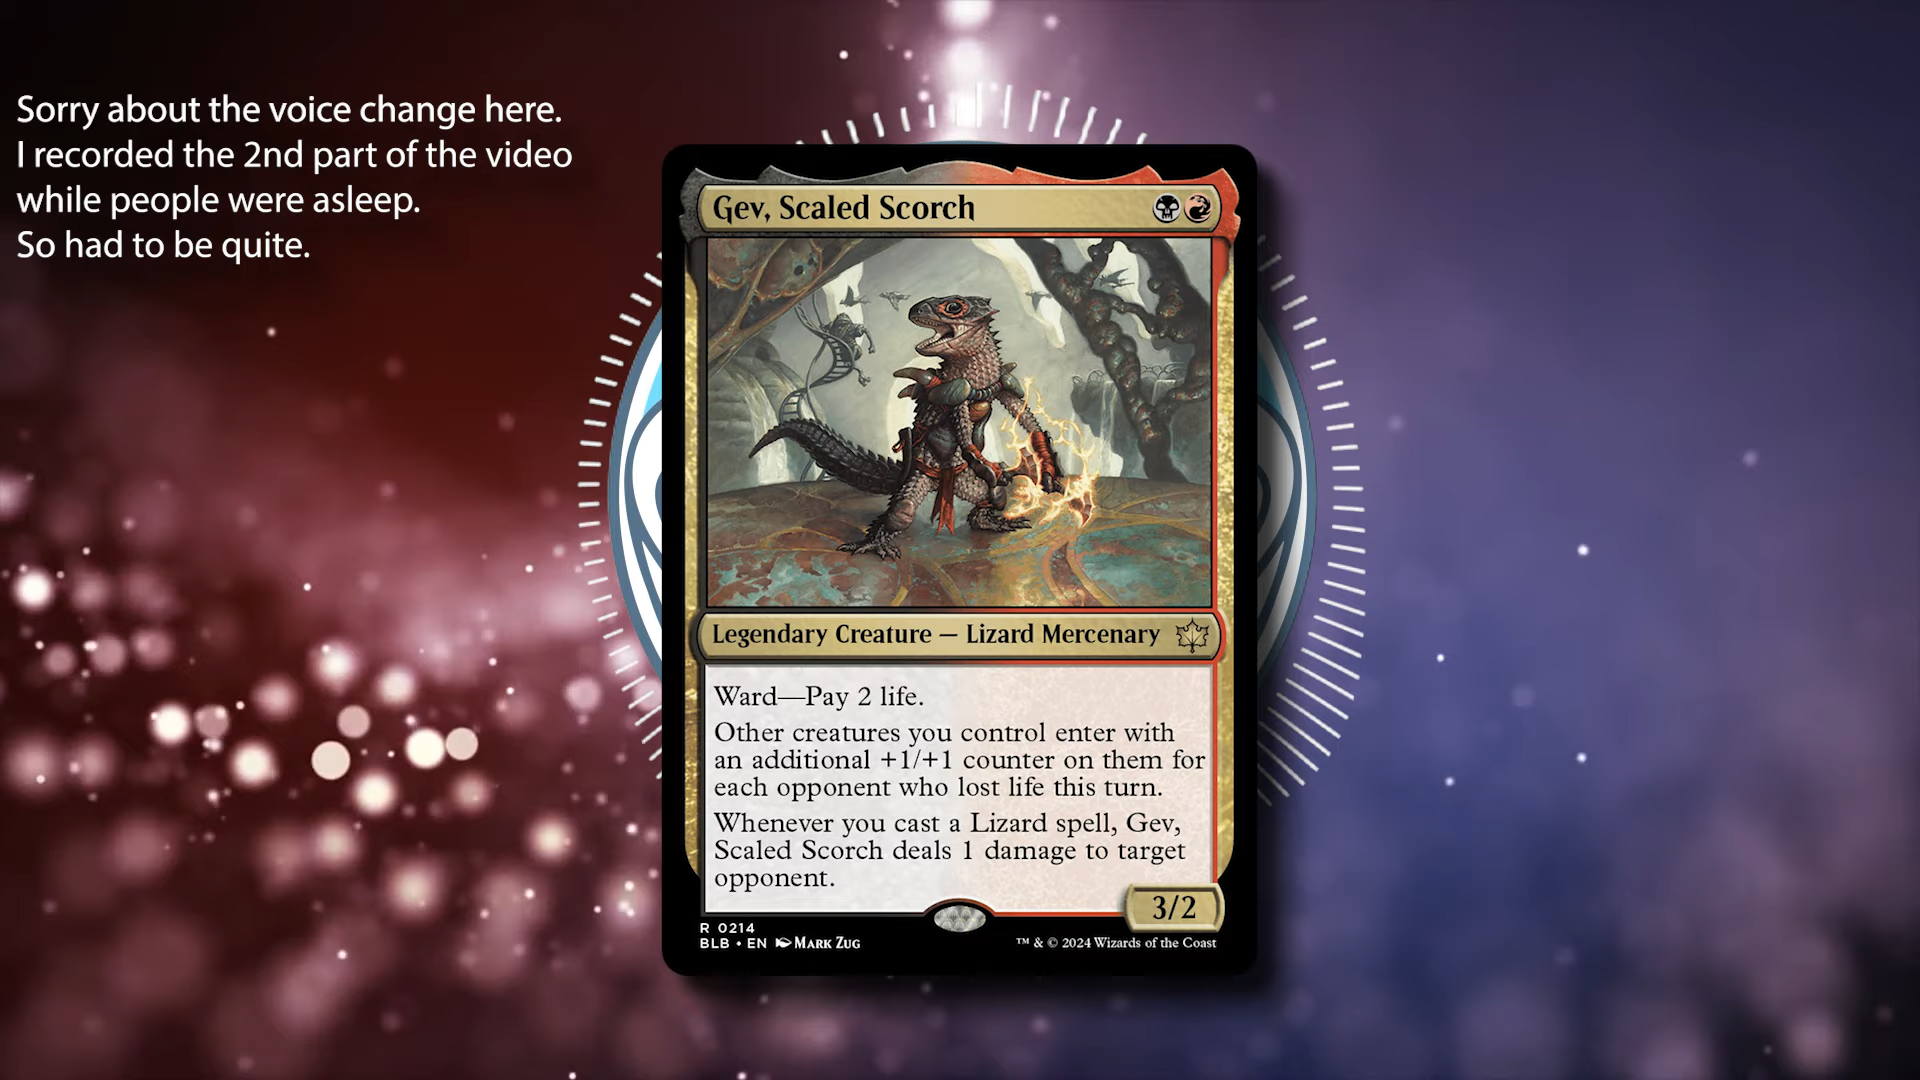 Sorry about the voice change here.
I recorded the 2nd part of the video
while people were asleep.
So had to be quite.
Gev, Scaled Scorch
Legendary Creature — Lizard Mercenary
Ward—Pay 2 life.
Other creatures you control enter with
an additional +1/+1 counter on them for
each opponent who lost life this turn.
Whenever you cast a Lizard spell, Gev,
Scaled Scorch deals 1 damage to target
opponent.
3/2
R 0214
BLB • EN Mark Zug
™ & © 2024 Wizards of the Coast